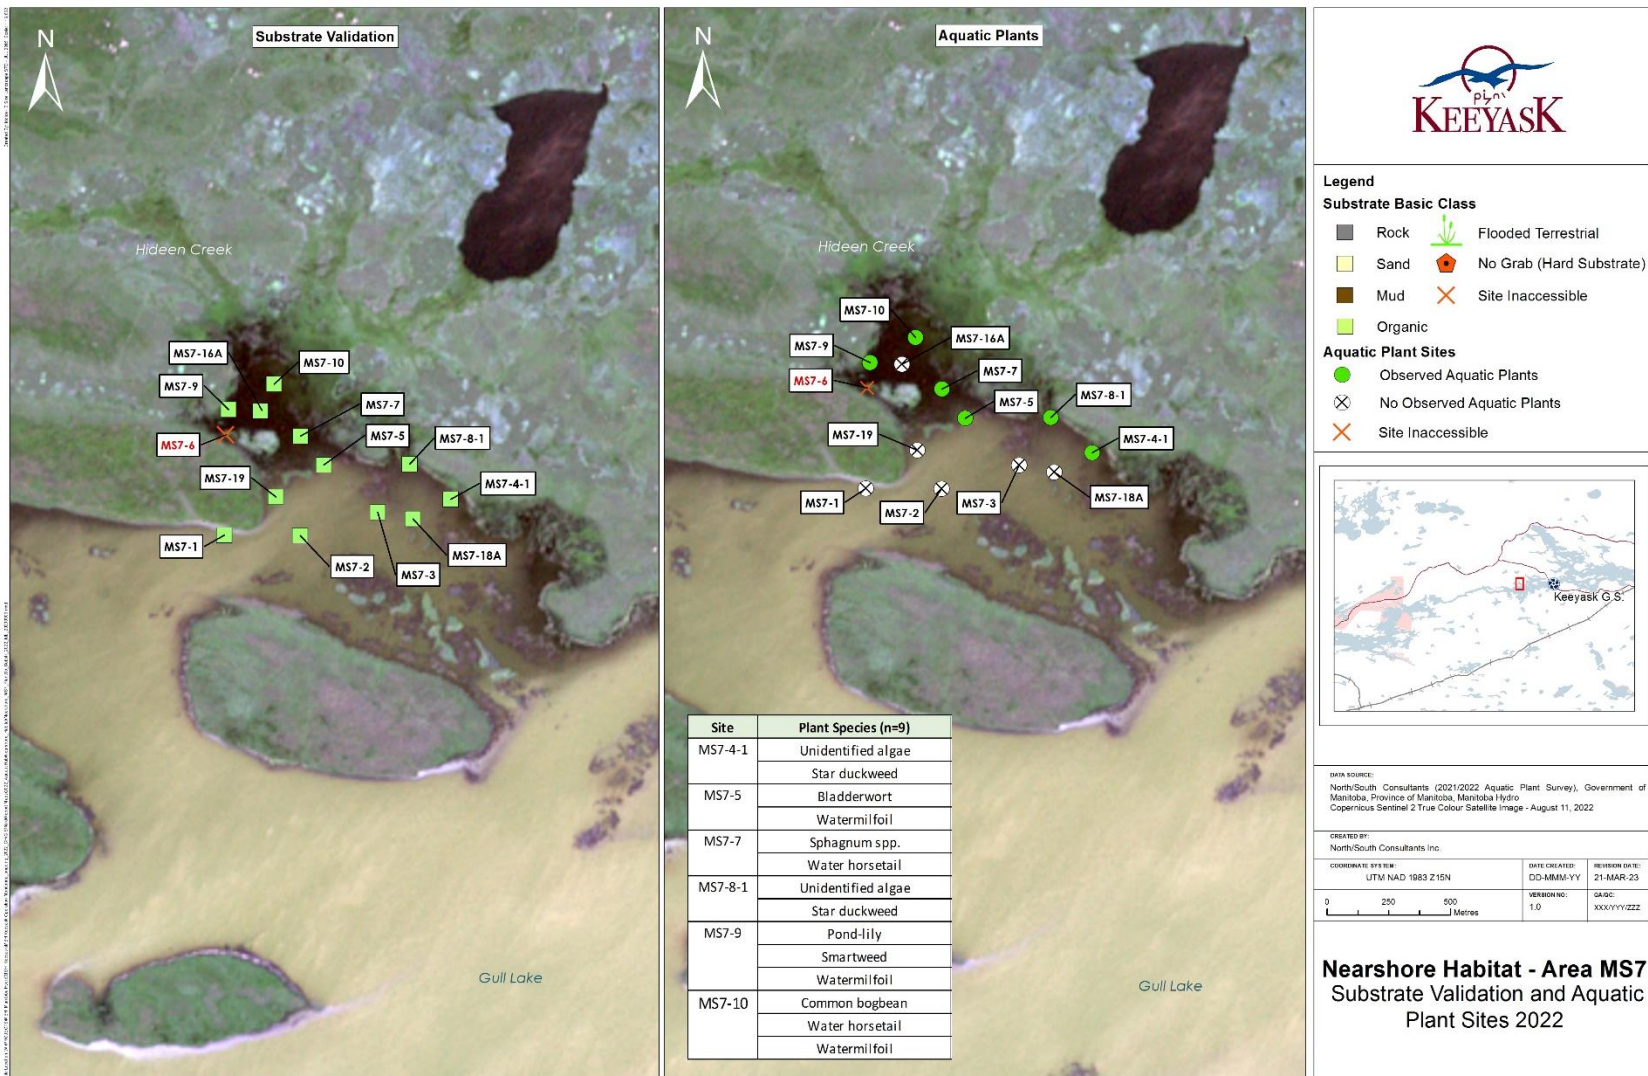 N
Substrate Validation
Hideen Creek
MS7-16A
MS7-10
MS7-9
MS7-7
MS7-6
MS7-5
MS7-8-1
MS7-19
MS7-4-1
MS7-1
MS7-2
MS7-3
MS7-18A
Gull Lake
N
Aquatic Plants
Hideen Creek
MS7-10
MS7-16A
MS7-9
MS7-6
MS7-7
MS7-5
MS7-8-1
MS7-19
MS7-4-1
MS7-1
MS7-2
MS7-3
MS7-18A
Site Plant Species (n=9)
MS7-4-1 Unidentified algae
Star duckweed
MS7-5 Bladderwort
Watermilfoil
MS7-7 Sphagnum spp.
Water horsetail
MS7-8-1 Unidentified algae
Star duckweed
MS7-9 Pond-lily
Smartweed
Watermilfoil
MS7-10 Common bogbean
Water horsetail
Watermilfoil
Gull Lake
KEEYASK
Legend
Substrate Basic Class
Rock Flooded Terrestrial
Sand No Grab (Hard Substrate)
Mud Site Inaccessible
Organic
Aquatic Plant Sites
Observed Aquatic Plants
No Observed Aquatic Plants
Site Inaccessible
Keeyask G.S.
DATA SOURCE:
North/South Consultants (2021/2022 Aquatic Plant Survey), Government of
Manitoba, Province of Manitoba, Manitoba Hydro
Copernicus Sentinel 2 True Colour Satellite Image - August 11, 2022
CREATED BY:
North/South Consultants Inc.
COORDINATE SYSTEM: DATE CREATED: REVISION DATE:
UTM NAD 1983 Z15N DD-MMM-YY 21-MAR-23
VERSION NO: QA/QC:
0 250 500 1.0 XXX/YYY/ZZZ
Metres
Nearshore Habitat - Area MS7
Substrate Validation and Aquatic
Plant Sites 2022